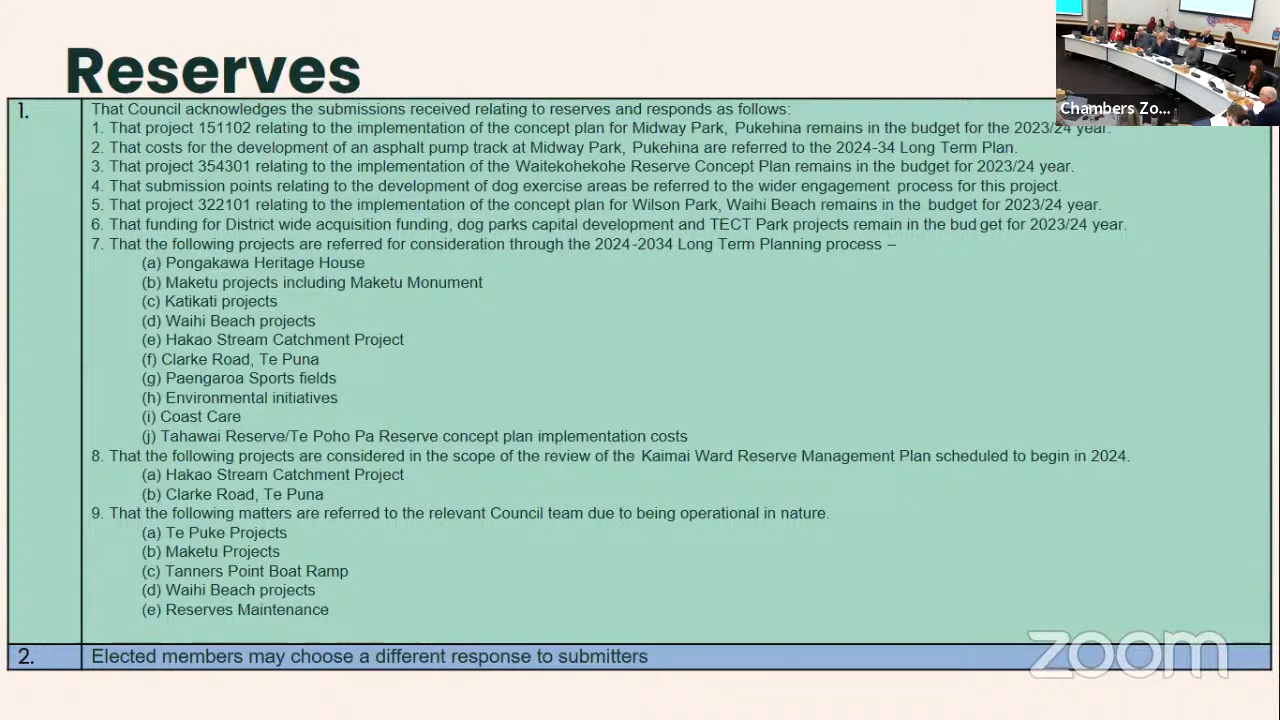 Reserves
Chambers Zo...
1.
That Council acknowledges the submissions received relating to reserves and responds as follows:
1. That project 151102 relating to the implementation of the concept plan for Midway Park, Pukehina remains in the budget for the 2023/24 year.
2. That costs for the development of an asphalt pump track at Midway Park, Pukehina are referred to the 2024-34 Long Term Plan.
3. That project 354301 relating to the implementation of the Waitekohekohe Reserve Concept Plan remains in the budget for 2023/24 year.
4. That submission points relating to the development of dog exercise areas be referred to the wider engagement process for this project.
5. That project 322101 relating to the implementation of the concept plan for Wilson Park, Waihi Beach remains in the budget for 2023/24 year.
6. That funding for District wide acquisition funding, dog parks capital development and TECT Park projects remain in the budget for 2023/24 year.
7. That the following projects are referred for consideration through the 2024-2034 Long Term Planning process –
(a) Pongakawa Heritage House
(b) Maketu projects including Maketu Monument
(c) Katikati projects
(d) Waihi Beach projects
(e) Hakao Stream Catchment Project
(f) Clarke Road, Te Puna
(g) Paengaroa Sports fields
(h) Environmental initiatives
(i) Coast Care
(j) Tahawai Reserve/Te Poho Pa Reserve concept plan implementation costs
8. That the following projects are considered in the scope of the review of the Kaimai Ward Reserve Management Plan scheduled to begin in 2024.
(a) Hakao Stream Catchment Project
(b) Clarke Road, Te Puna
9. That the following matters are referred to the relevant Council team due to being operational in nature.
(a) Te Puke Projects
(b) Maketu Projects
(c) Tanners Point Boat Ramp
(d) Waihi Beach projects
(e) Reserves Maintenance
2.
Elected members may choose a different response to submitters
zoom